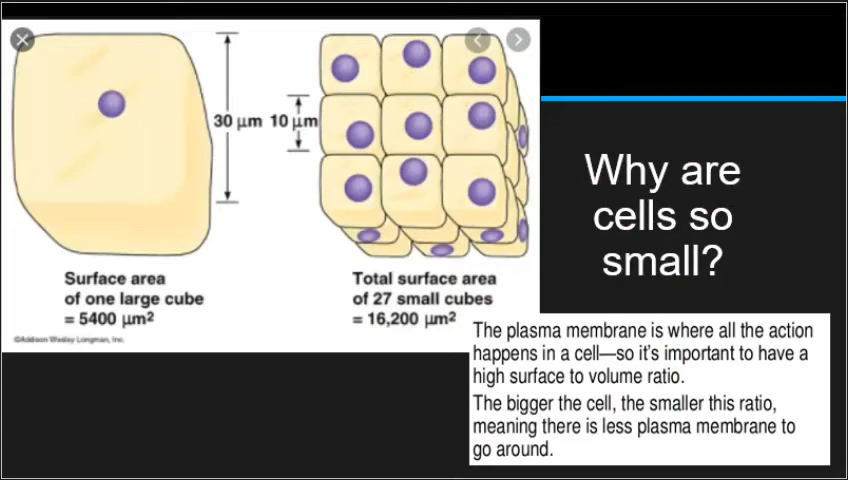 30 μm
10 μm
Surface area
of one large cube
= 5400 μm²
Total surface area
of 27 small cubes
= 16,200 μm²
©Addison Wesley Longman, Inc.
Why are
cells so
small?
The plasma membrane is where all the action
happens in a cell—so it's important to have a
high surface to volume ratio.
The bigger the cell, the smaller this ratio,
meaning there is less plasma membrane to
go around.